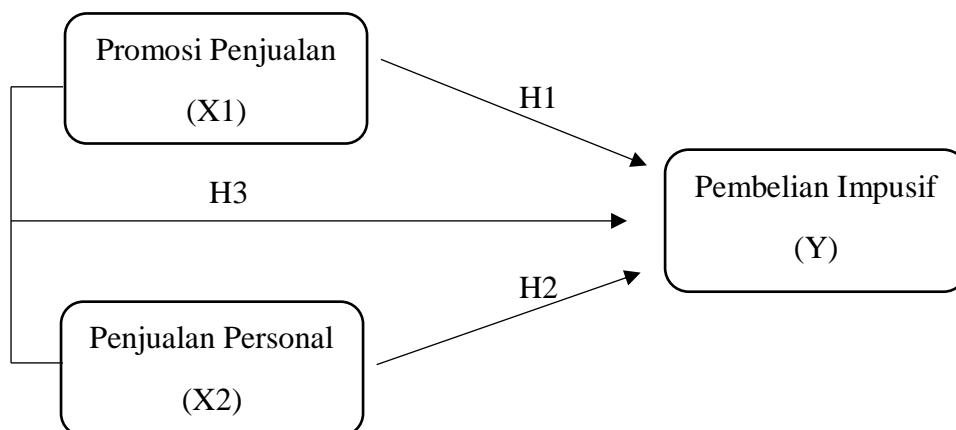 Promosi Penjualan
(X1)
H1
Pembelian Impusif
(Y)
H3
H2
Penjualan Personal
(X2)